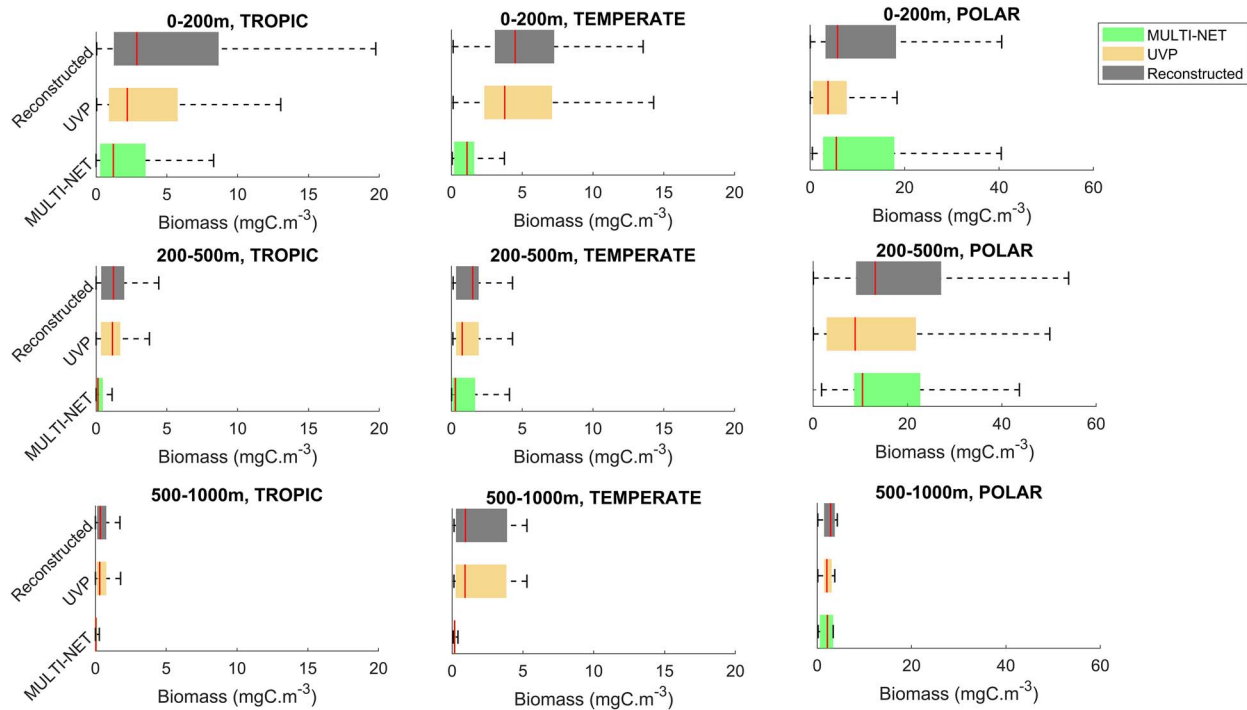 0-200m, TROPIC
Reconstructed
UVP
MULTI-NET
0 5 10 15 20
Biomass (mgC.m⁻³)
0-200m, TEMPERATE
0 5 10 15 20
Biomass (mgC.m⁻³)
0-200m, POLAR
0 20 40 60
Biomass (mgC.m⁻³)
MULTI-NET
UVP
Reconstructed
200-500m, TROPIC
Reconstructed
UVP
MULTI-NET
0 5 10 15 20
Biomass (mgC.m⁻³)
200-500m, TEMPERATE
0 5 10 15 20
Biomass (mgC.m⁻³)
200-500m, POLAR
0 20 40 60
Biomass (mgC.m⁻³)
500-1000m, TROPIC
Reconstructed
UVP
MULTI-NET
0 5 10 15 20
Biomass (mgC.m⁻³)
500-1000m, TEMPERATE
0 5 10 15 20
Biomass (mgC.m⁻³)
500-1000m, POLAR
0 20 40 60
Biomass (mgC.m⁻³)